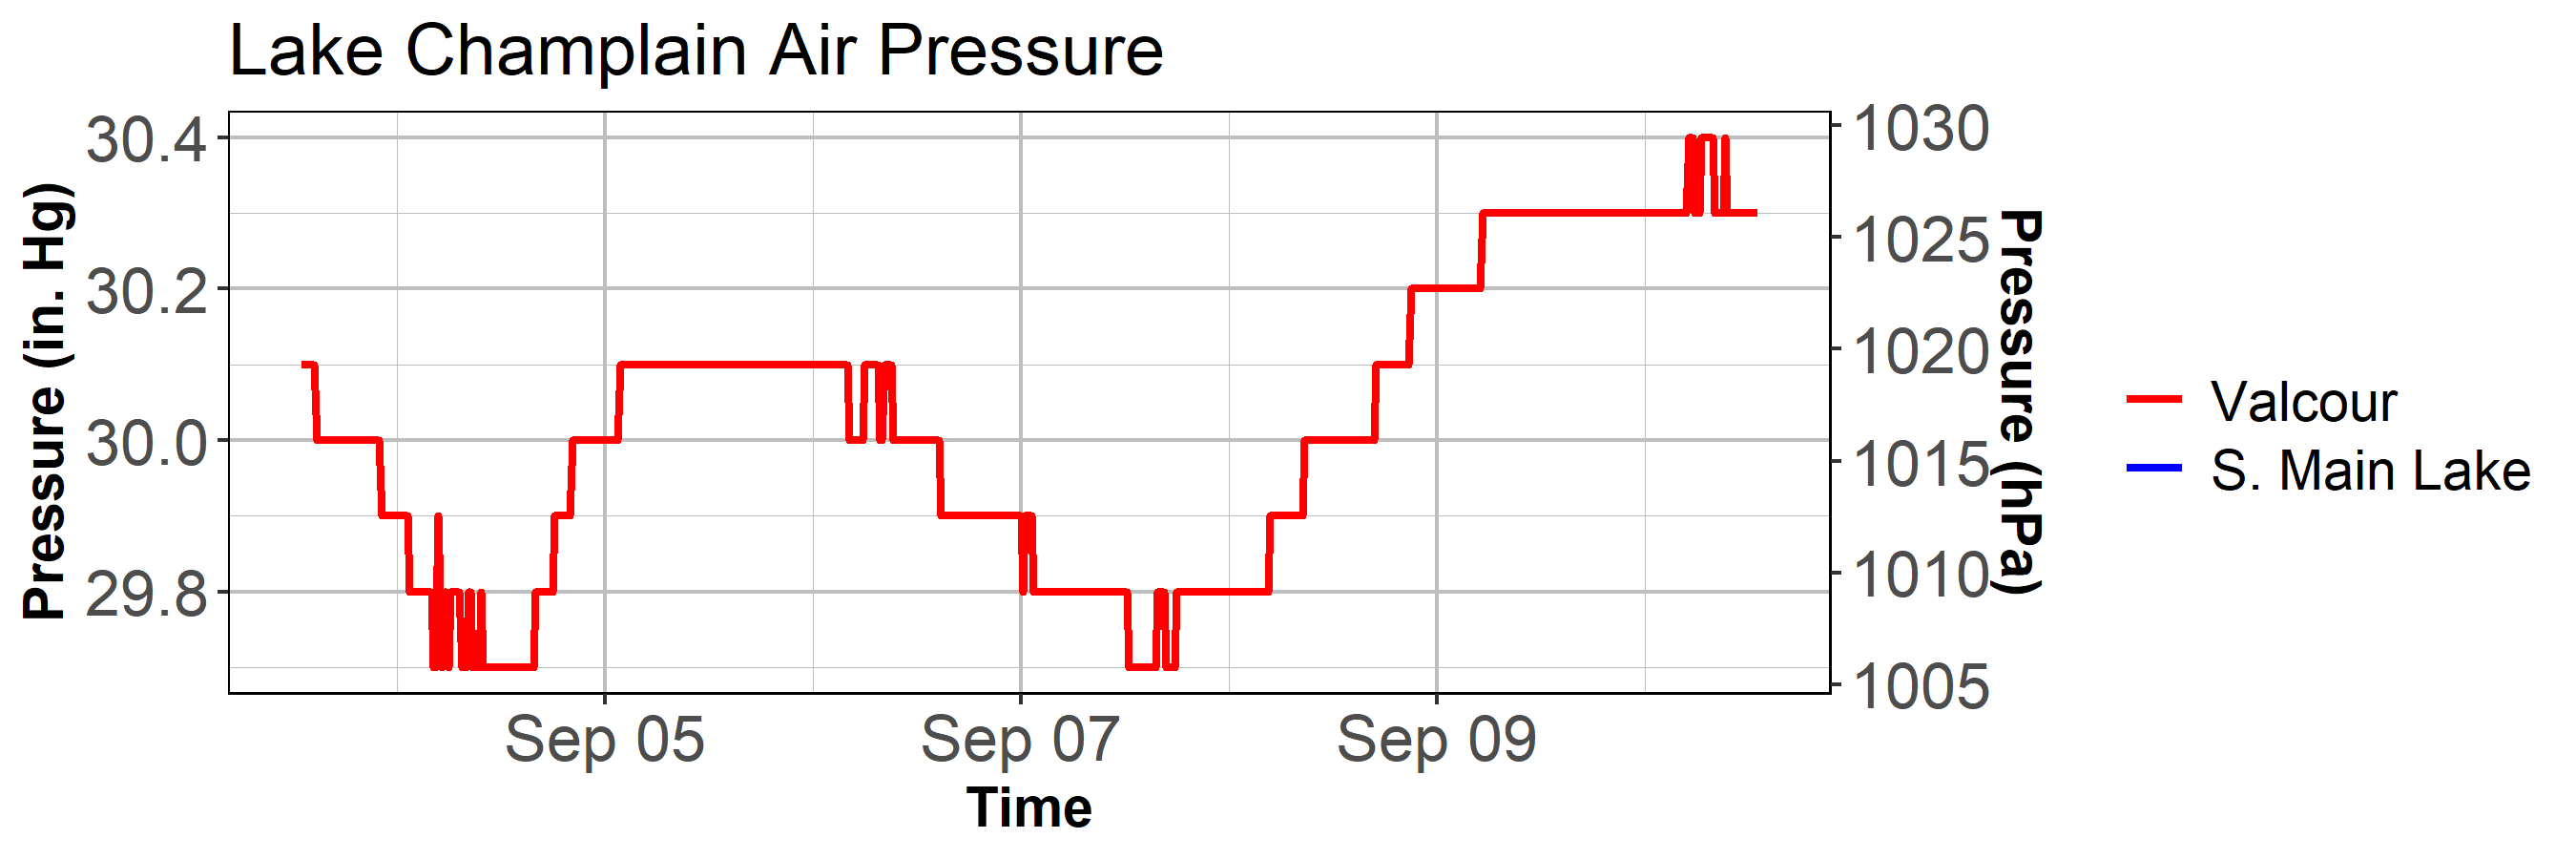 Lake Champlain Air Pressure
Pressure (in. Hg)
30.4
30.2
30.0
29.8
1030
1025
1020
1015
1010
1005
Pressure (hPa)
Sep 05
Sep 07
Sep 09
Time
Valcour
S. Main Lake